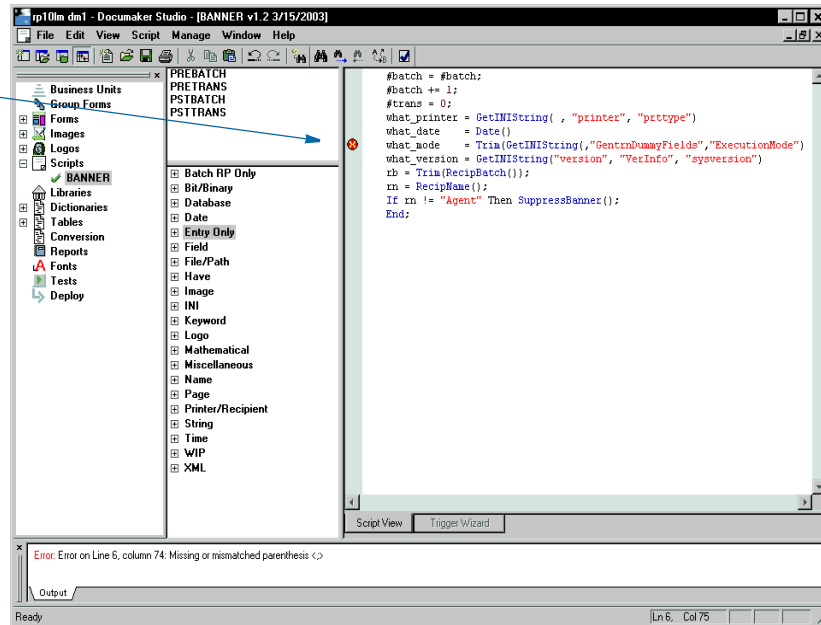 rp10lm dm1 - Documaker Studio - [BANNER v1.2 3/15/2003]
File Edit View Script Manage Window Help
Business Units
Group Forms
Forms
Images
Logos
Scripts
BANNER
Libraries
Dictionaries
Tables
Conversion
Reports
Fonts
Tests
Deploy
PREBATCH
PRETRANS
PSTBATCH
PSTTRANS
Batch RP Only
Bit/Binary
Database
Date
Entry Only
Field
File/Path
Have
Image
INI
Keyword
Logo
Mathematical
Miscellaneous
Name
Page
Printer/Recipient
String
Time
WIP
XML
#batch = #batch;
#batch += 1;
#trans = 0;
what_printer = GetINIString( , "printer", "prttype")
what_date = Date()
what_mode = Trim(GetINIString(,"GentrnDummyFields","ExecutionMode")
what_version = GetINIString("version", "VerInfo", "sysversion")
rb = Trim(RecipBatch());
rn = RecipName();
If rn != "Agent" Then SuppressBanner();
End;
Script View Trigger Wizard
Error: Error on Line 6, column 74: Missing or mismatched parenthesis <;>
Output
Ready Ln 6, Col 75